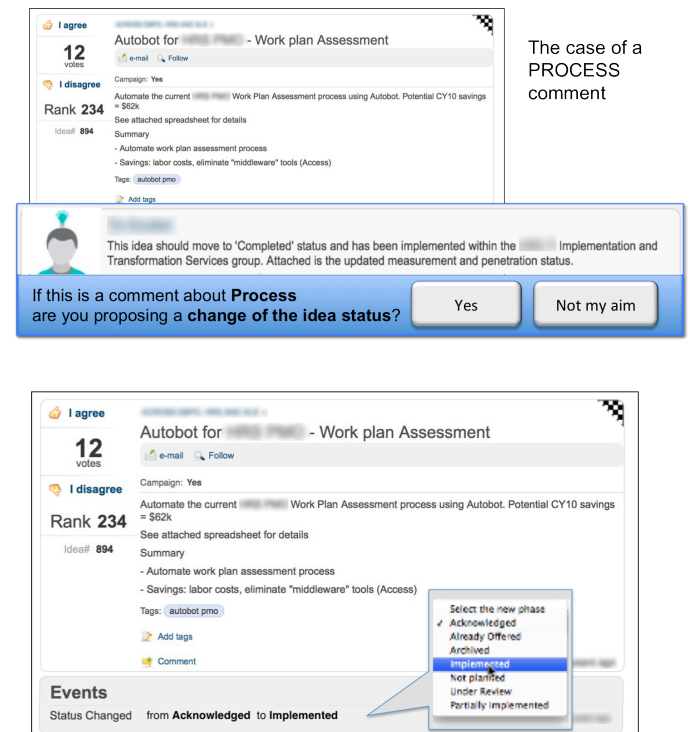 I agree
12
votes
I disagree
Rank 234
Idea# 894
Autobot for - Work plan Assessment
e-mail Follow
Campaign: Yes
Automate the current Work Plan Assessment process using Autobot. Potential CY10 savings
= $62k
See attached spreadsheet for details
Summary
- Automate work plan assessment process
- Savings: labor costs, eliminate "middleware" tools (Access)
Tags: autobot pmo
Add tags
The case of a
PROCESS
comment
This idea should move to 'Completed' status and has been implemented within the Implementation and
Transformation Services group. Attached is the updated measurement and penetration status.
If this is a comment about Process
are you proposing a change of the idea status?
Yes
Not my aim
I agree
12
votes
I disagree
Rank 234
Idea# 894
Autobot for - Work plan Assessment
e-mail Follow
Campaign: Yes
Automate the current Work Plan Assessment process using Autobot. Potential CY10 savings
= $62k
See attached spreadsheet for details
Summary
- Automate work plan assessment process
- Savings: labor costs, eliminate "middleware" tools (Access)
Tags: autobot pmo
Add tags
Comment
Select the new phase
✓ Acknowledged
Already Offered
Archived
Implemented
Not planned
Under Review
Partially Implemented
Events
Status Changed from Acknowledged to Implemented